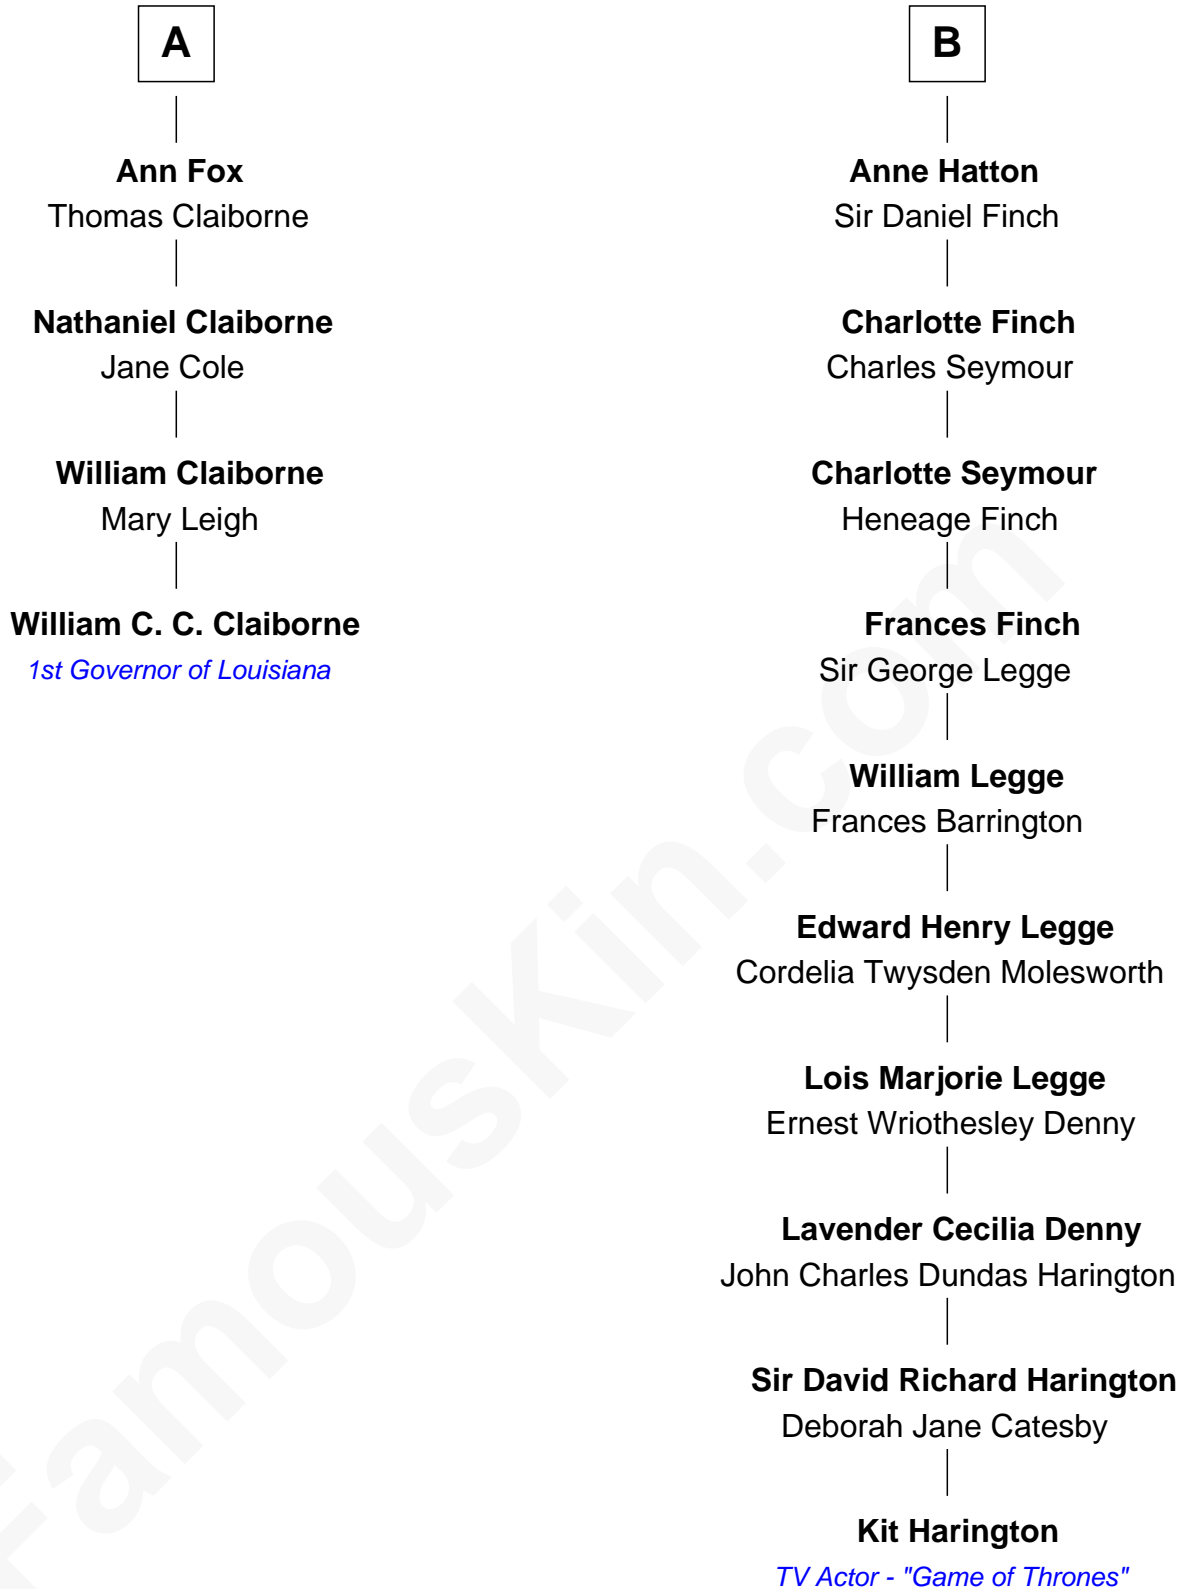 A
Ann Fox
Thomas Claiborne
Nathaniel Claiborne
Jane Cole
William Claiborne
Mary Leigh
William C. C. Claiborne
1st Governor of Louisiana
B
Anne Hatton
Sir Daniel Finch
Charlotte Finch
Charles Seymour
Charlotte Seymour
Heneage Finch
Frances Finch
Sir George Legge
William Legge
Frances Barrington
Edward Henry Legge
Cordelia Twysden Molesworth
Lois Marjorie Legge
Ernest Wriothesley Denny
Lavender Cecilia Denny
John Charles Dundas Harington
Sir David Richard Harington
Deborah Jane Catesby
Kit Harington
TV Actor - "Game of Thrones"
FamousKin.com